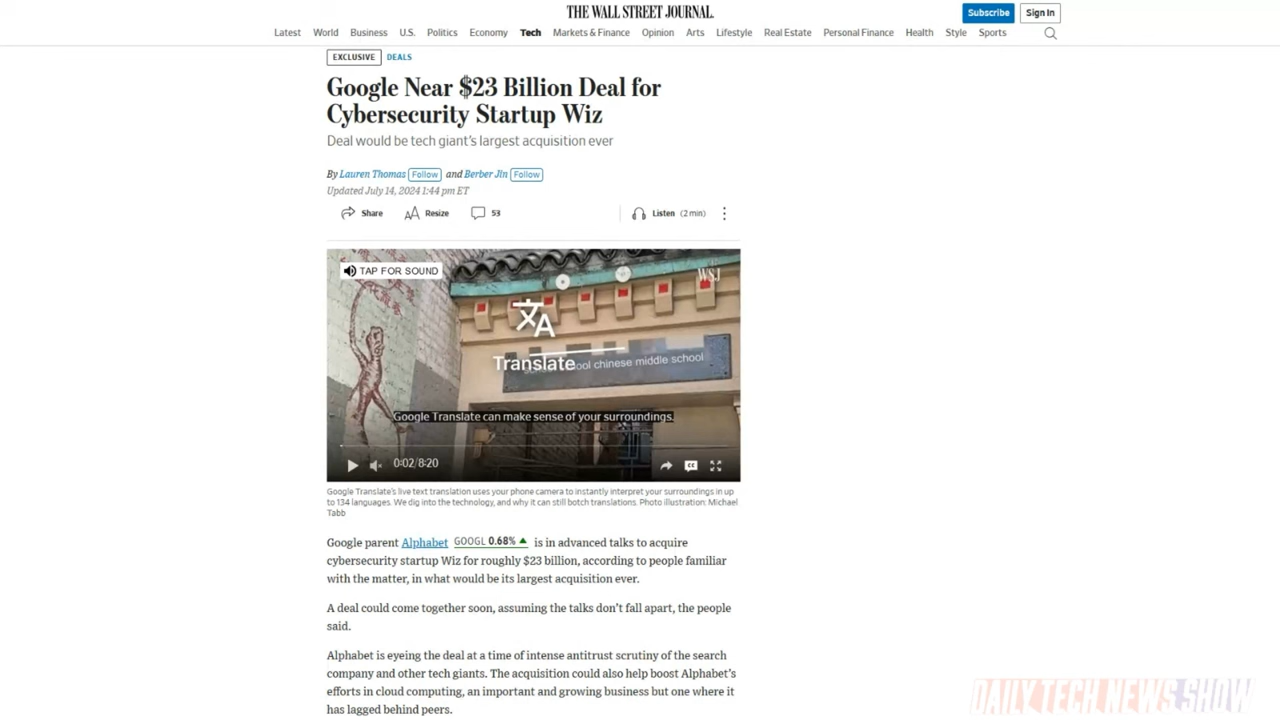 THE WALL STREET JOURNAL.
Subscribe
Sign In
Latest World Business U.S. Politics Economy Tech Markets & Finance Opinion Arts Lifestyle Real Estate Personal Finance Health Style Sports
EXCLUSIVE DEALS
Google Near $23 Billion Deal for
Cybersecurity Startup Wiz
Deal would be tech giant's largest acquisition ever
By Lauren Thomas Follow and Berber Jin Follow
Updated July 14, 2024 1:44 pm ET
Share AA Resize 53 Listen (2 min)
TAP FOR SOUND
WSJ
文A
Translate
ool chinese middle school
Google Translate can make sense of your surroundings.
0:02/8:20 CC
Google Translate's live text translation uses your phone camera to instantly interpret your surroundings in up
to 134 languages. We dig into the technology, and why it can still botch translations. Photo illustration: Michael
Tabb
Google parent Alphabet GOOGL 0.68% is in advanced talks to acquire
cybersecurity startup Wiz for roughly $23 billion, according to people familiar
with the matter, in what would be its largest acquisition ever.
A deal could come together soon, assuming the talks don't fall apart, the people
said.
Alphabet is eyeing the deal at a time of intense antitrust scrutiny of the search
company and other tech giants. The acquisition could also help boost Alphabet's
efforts in cloud computing, an important and growing business but one where it
has lagged behind peers.
DAILY TECH NEWS SHOW